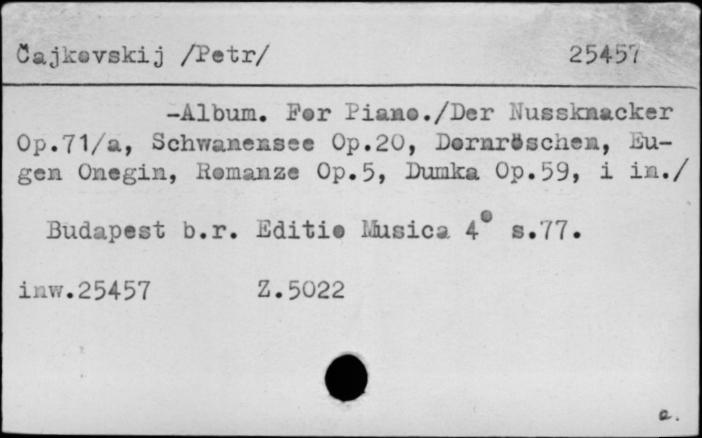 Čajkovskij /Petr/ 25457
-Album. For Piano./Der Nussknacker
Op.71/a, Schwanensee Op.20, Dornröschen, Eu-
gen Onegin, Romanze Op.5, Dumka Op.59, i in./
Budapest b.r. Editio Musica 4° s.77.
inw.25457 Z.5022
a.